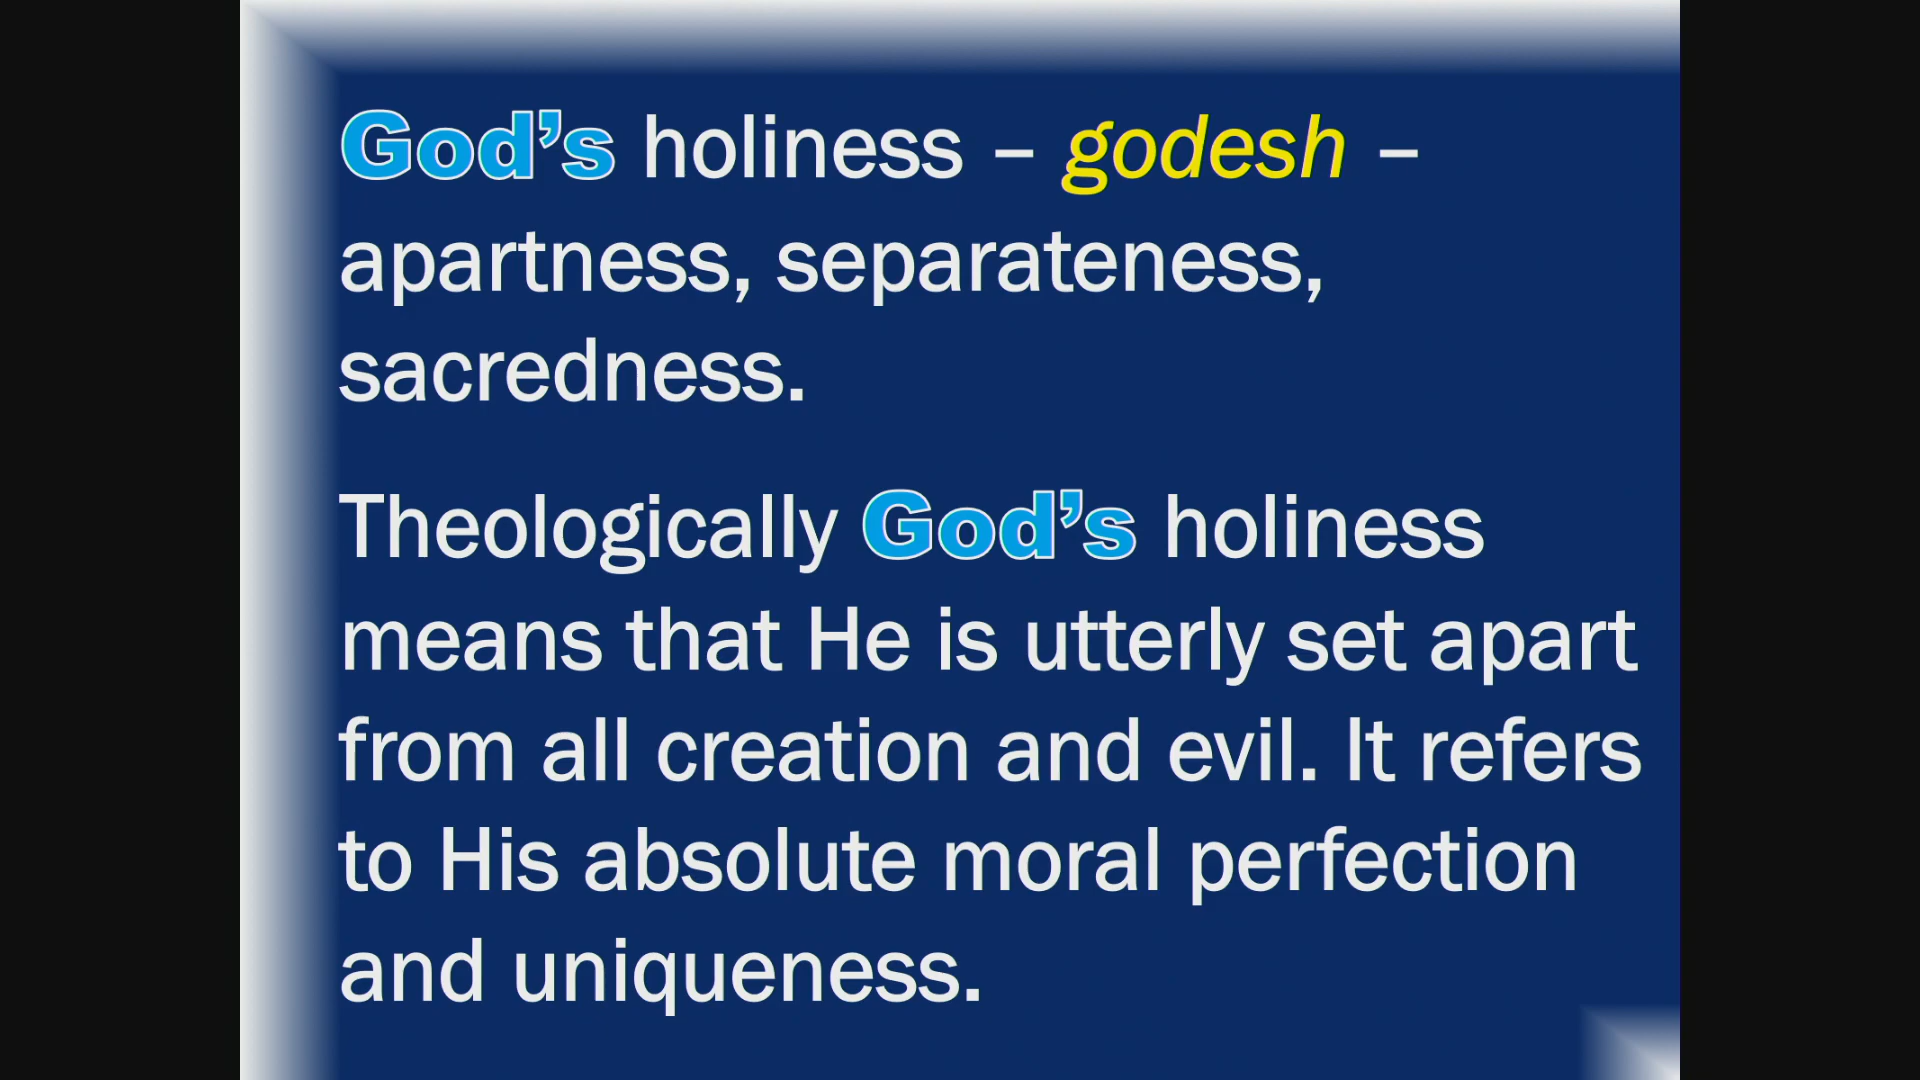 God’s holiness – godesh –
apartness, separateness,
sacredness.
Theologically God’s holiness
means that He is utterly set apart
from all creation and evil. It refers
to His absolute moral perfection
and uniqueness.